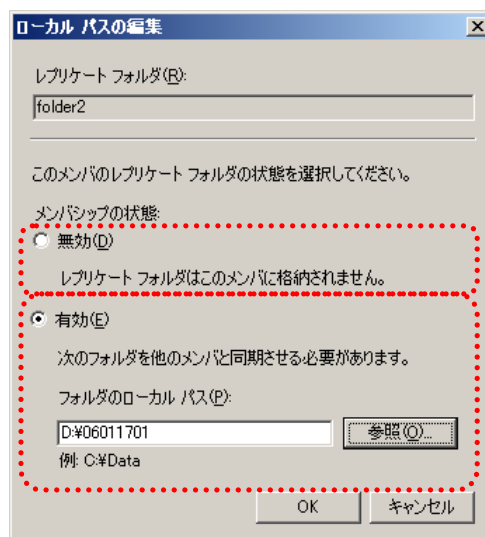 ローカル パスの編集
レプリケート フォルダ(R):
folder2
このメンバのレプリケート フォルダの状態を選択してください。
メンバシップの状態:
無効(D)
レプリケート フォルダはこのメンバに格納されません。
有効(E)
次のフォルダを他のメンバと同期させる必要があります。
フォルダのローカル パス(P):
D:¥06011701
参照(O)...
例: C:¥Data
OK
キャンセル